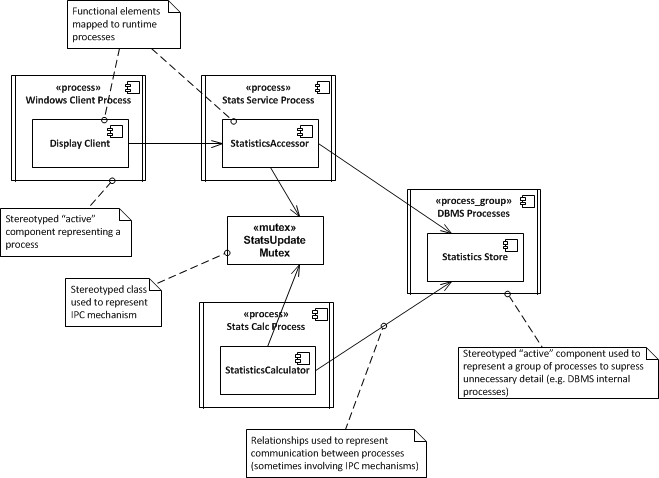 Functional elements
mapped to runtime
processes
«process»
Windows Client Process
Display Client
«process»
Stats Service Process
StatisticsAccessor
«process_group»
DBMS Processes
Statistics Store
Stereotyped “active”
component representing a
process
«mutex»
StatsUpdate
Mutex
Stereotyped class
used to represent
IPC mechanism
«process»
Stats Calc Process
StatisticsCalculator
Stereotyped “active” component used to
represent a group of processes to supress
unnecessary detail (e.g. DBMS internal
processes)
Relationships used to represent
communication between processes
(sometimes involving IPC mechanisms)